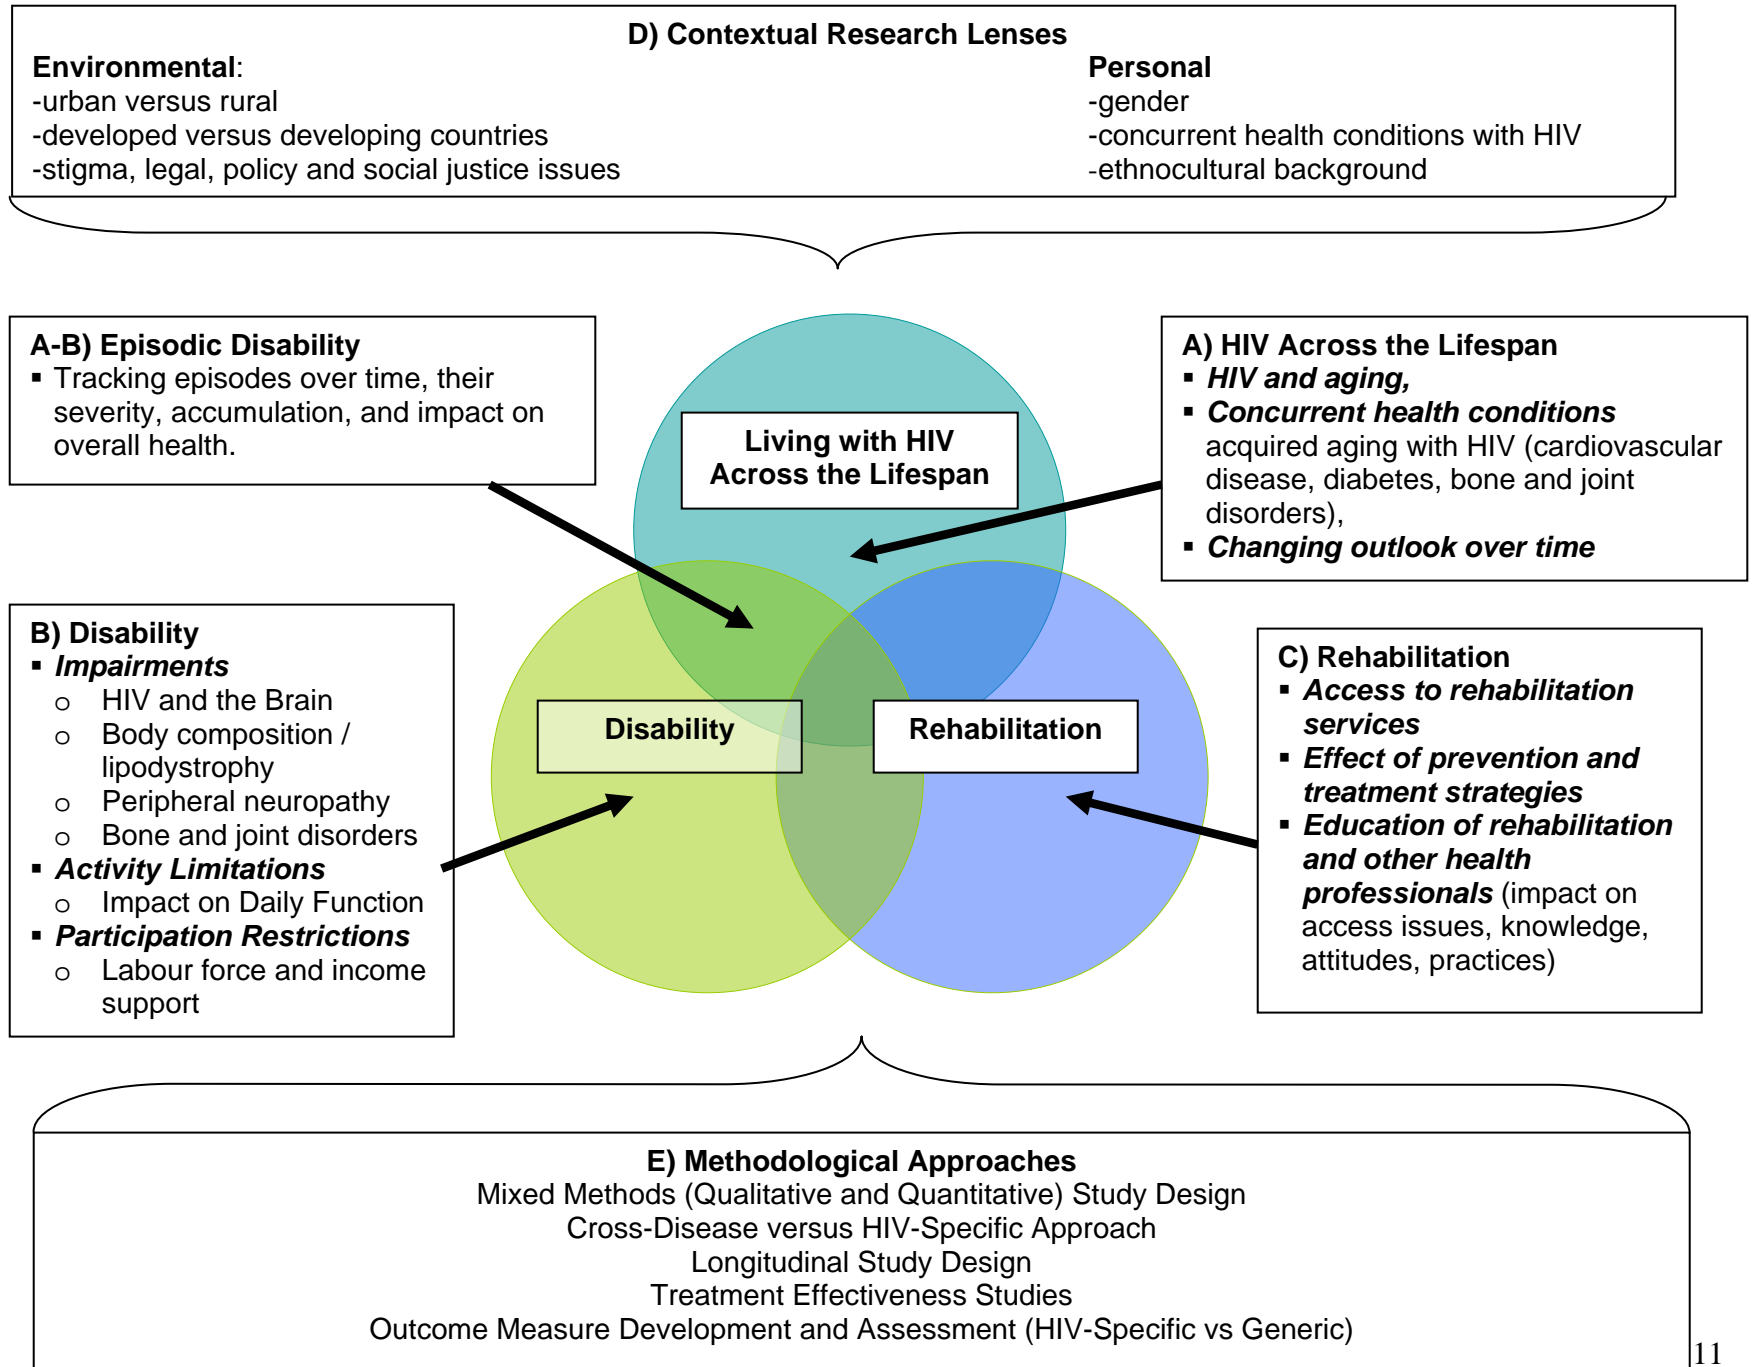 D) Contextual Research Lenses
Environmental:
-urban versus rural
-developed versus developing countries
-stigma, legal, policy and social justice issues
Personal
-gender
-concurrent health conditions with HIV
-ethnocultural background
A-B) Episodic Disability
▪ Tracking episodes over time, their
severity, accumulation, and impact on
overall health.
Living with HIV
Across the Lifespan
A) HIV Across the Lifespan
▪ HIV and aging,
▪ Concurrent health conditions
acquired aging with HIV (cardiovascular
disease, diabetes, bone and joint
disorders),
▪ Changing outlook over time
B) Disability
▪ Impairments
o HIV and the Brain
o Body composition /
lipodystrophy
o Peripheral neuropathy
o Bone and joint disorders
▪ Activity Limitations
o Impact on Daily Function
▪ Participation Restrictions
o Labour force and income
support
Disability
Rehabilitation
C) Rehabilitation
▪ Access to rehabilitation
services
▪ Effect of prevention and
treatment strategies
▪ Education of rehabilitation
and other health
professionals (impact on
access issues, knowledge,
attitudes, practices)
E) Methodological Approaches
Mixed Methods (Qualitative and Quantitative) Study Design
Cross-Disease versus HIV-Specific Approach
Longitudinal Study Design
Treatment Effectiveness Studies
Outcome Measure Development and Assessment (HIV-Specific vs Generic)
11